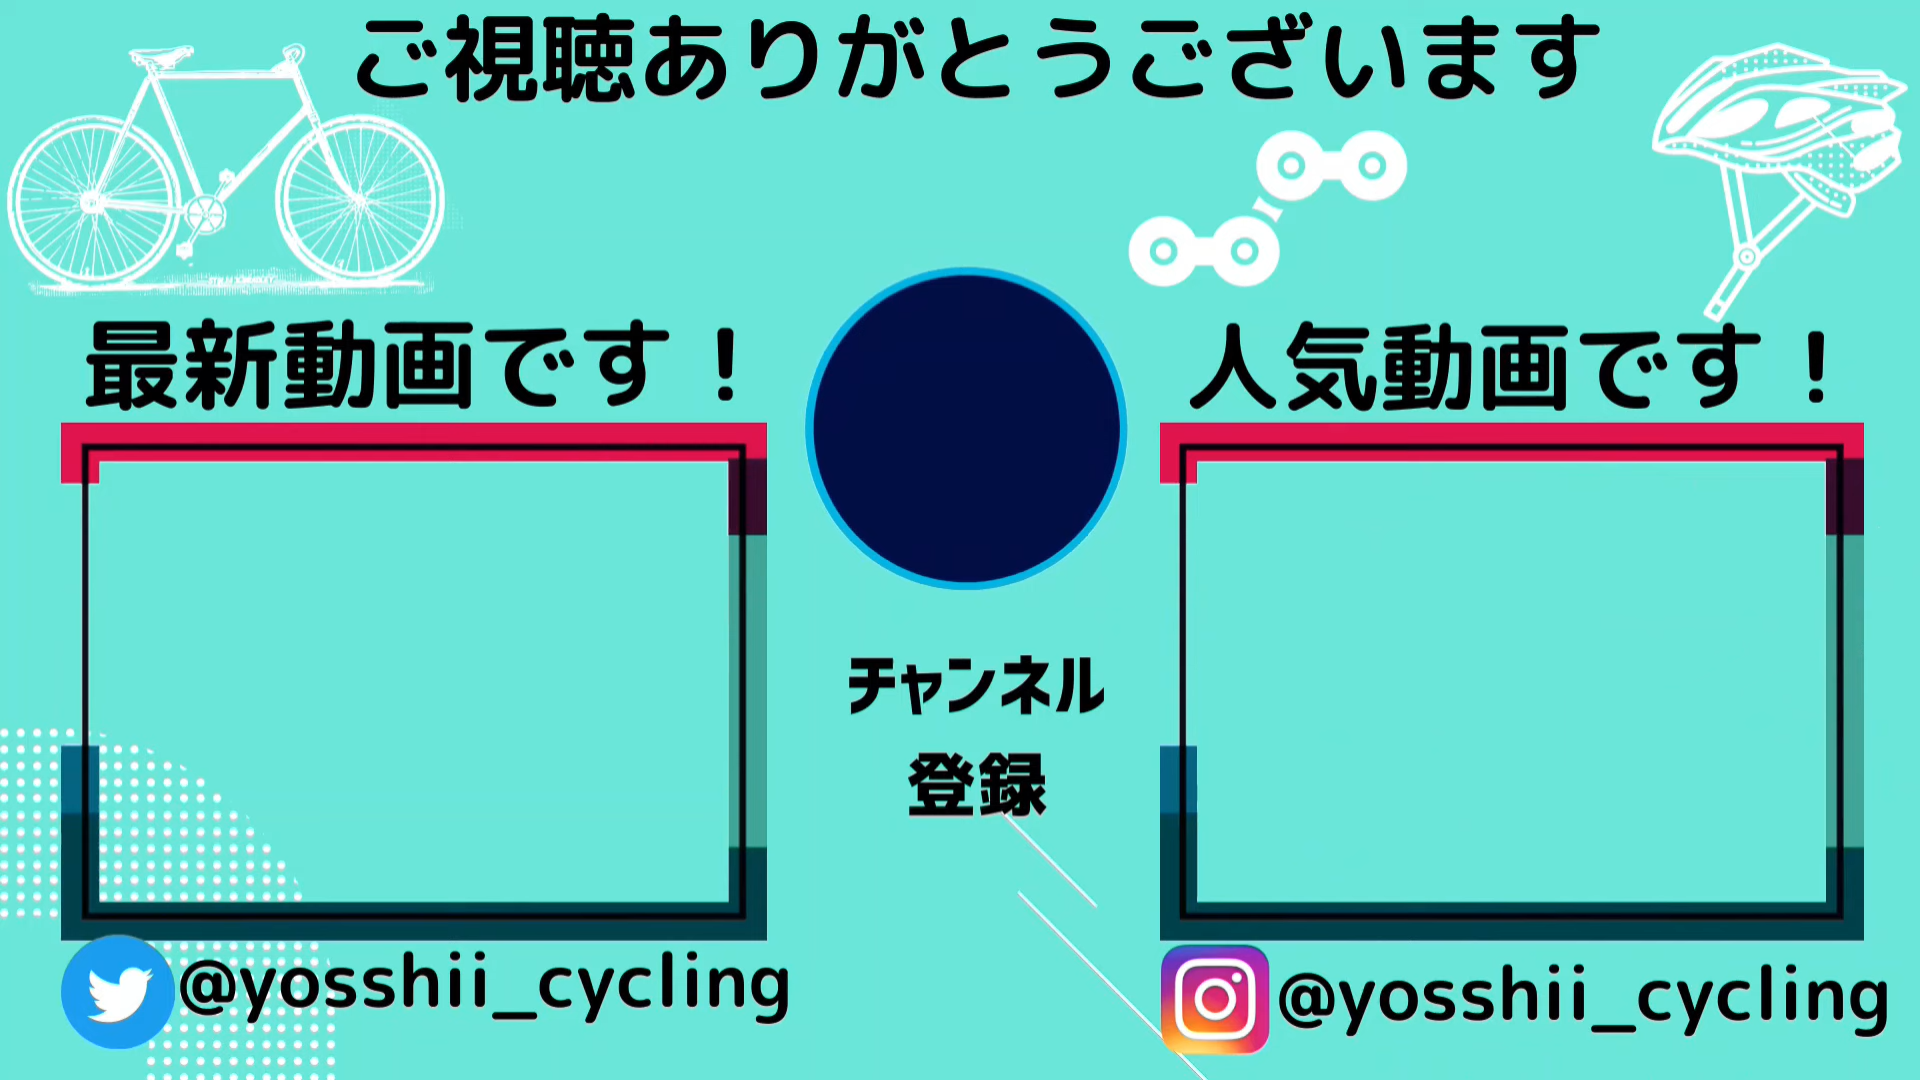 ご視聴ありがとうございます
最新動画です！
人気動画です！
チャンネル
登録
@yosshii_cycling
@yosshii_cycling